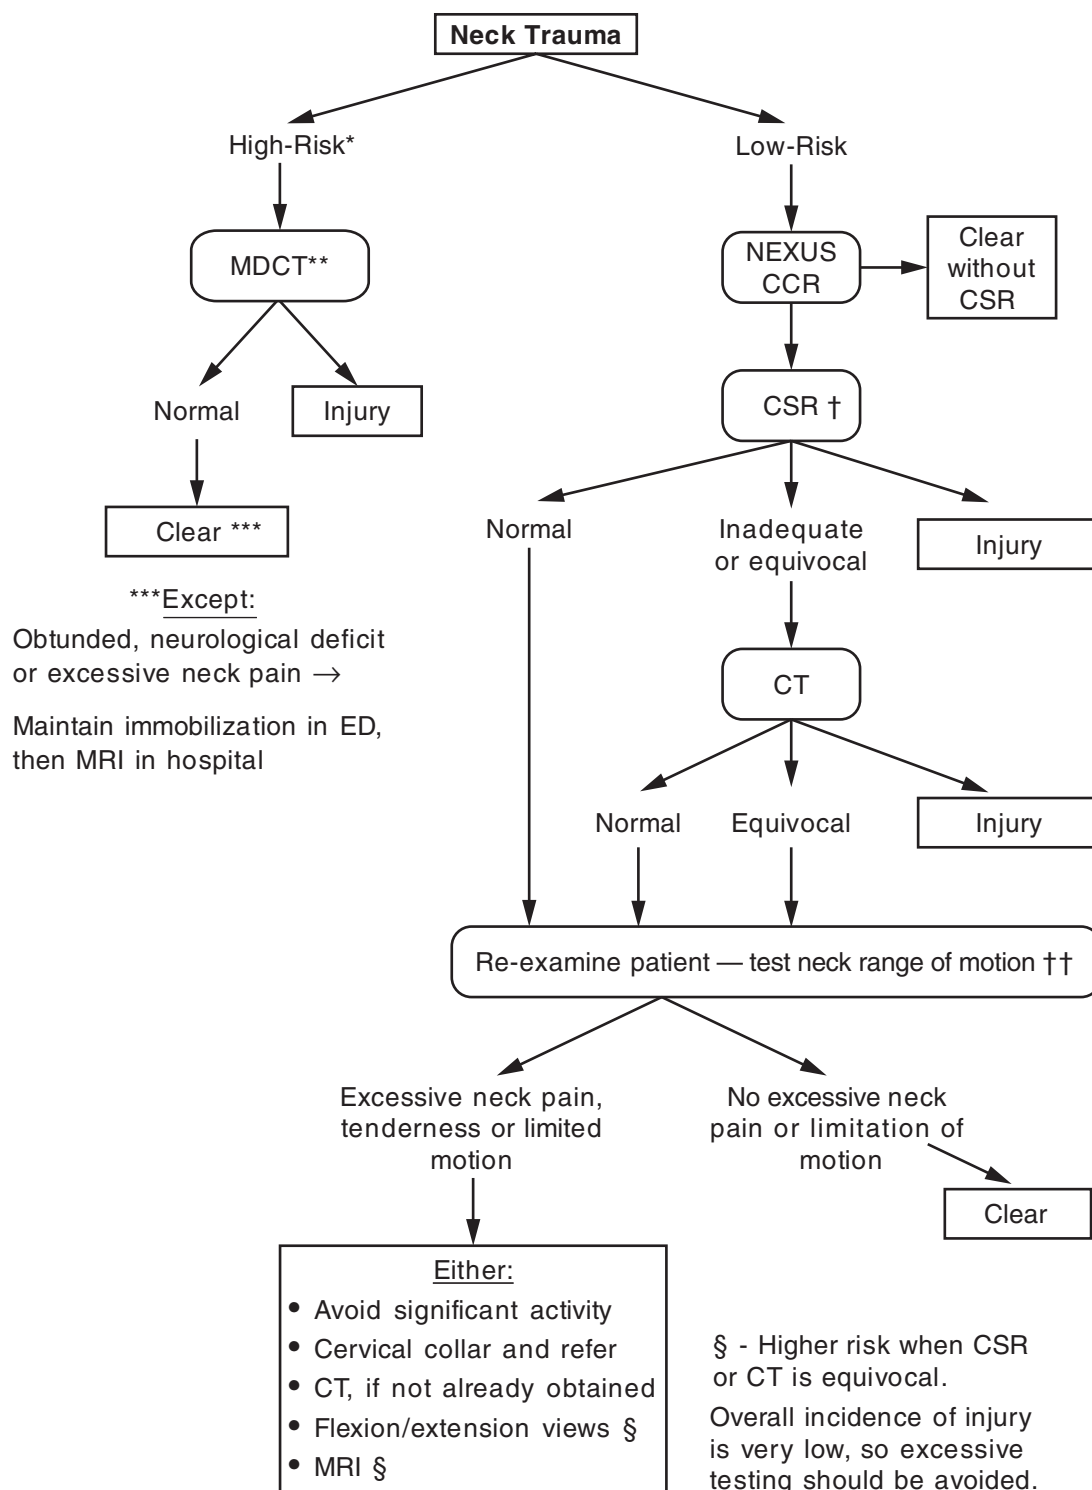 Neck Trauma
High-Risk*
Low-Risk
MDCT**
NEXUS
CCR
Clear
without
CSR
Normal
Injury
CSR †
Clear ***
Normal
Inadequate
or equivocal
Injury
***Except:
Obtunded, neurological deficit
or excessive neck pain →
Maintain immobilization in ED,
then MRI in hospital
CT
Normal
Equivocal
Injury
Re-examine patient — test neck range of motion ††
Excessive neck pain,
tenderness or limited
motion
No excessive neck
pain or limitation of
motion
Clear
Either:
• Avoid significant activity
• Cervical collar and refer
• CT, if not already obtained
• Flexion/extension views §
• MRI §
§ - Higher risk when CSR
or CT is equivocal.
Overall incidence of injury
is very low, so excessive
testing should be avoided.